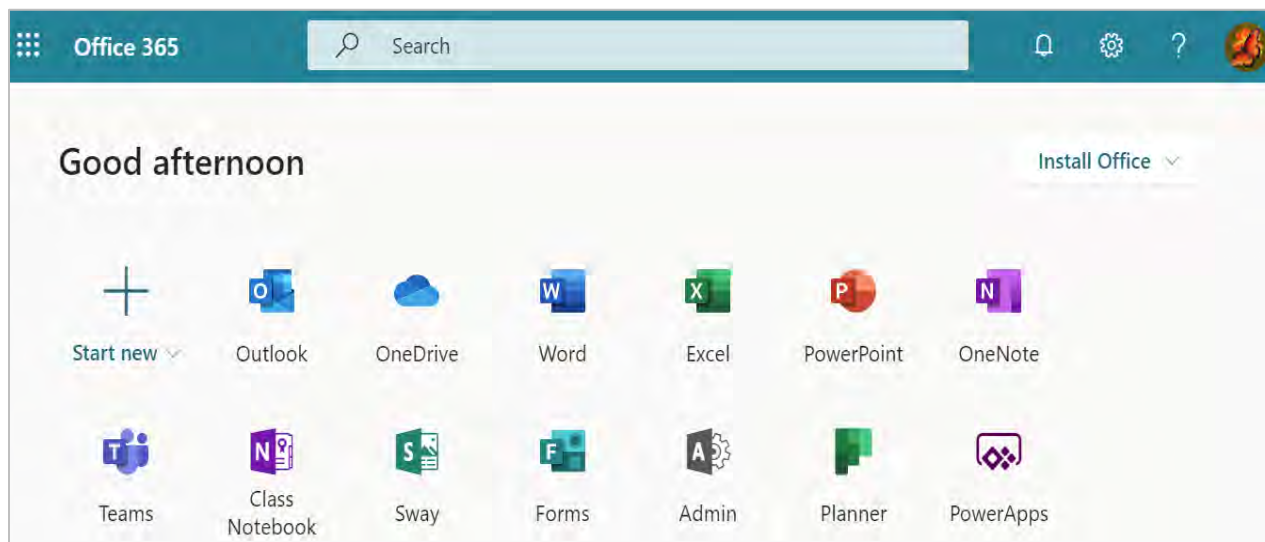 Office 365 Search ?
Good afternoon
Install Office
O W X P N
Start new Outlook OneDrive Word Excel PowerPoint OneNote
T N S F A
Teams Class Notebook Sway Forms Admin Planner PowerApps